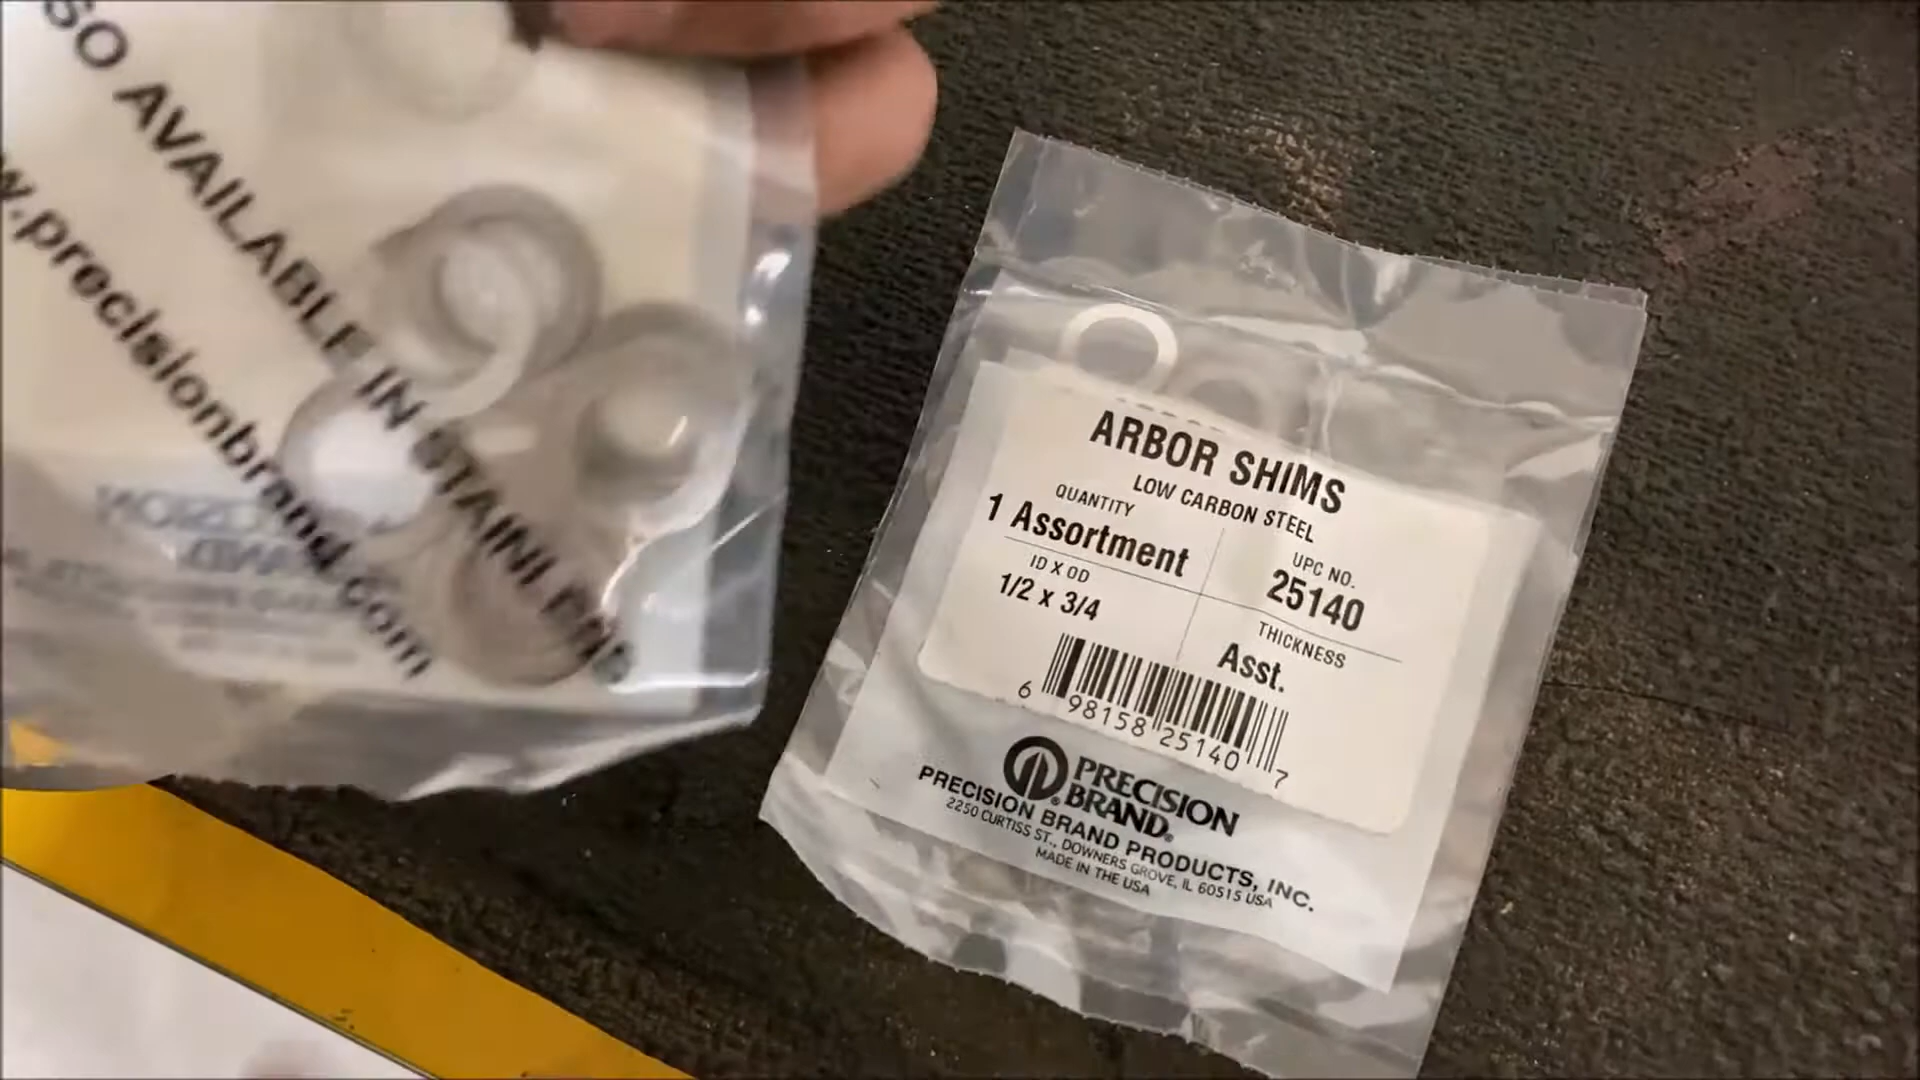 SO AVAILABLE IN STAINLESS
w.precisionbrand.com
ARBOR SHIMS
LOW CARBON STEEL
QUANTITY
1 Assortment
UPC NO.
25140
ID X OD
1/2 x 3/4
THICKNESS
Asst.
6 98158 25140 7
PRECISION
BRAND®
PRECISION BRAND PRODUCTS, INC.
2250 CURTISS ST., DOWNERS GROVE, IL 60515 USA
MADE IN THE USA